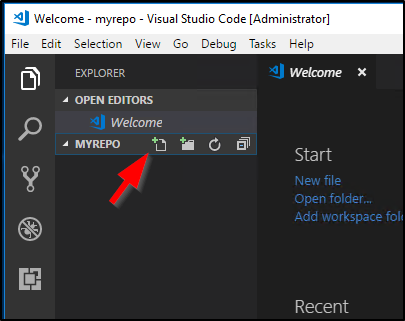 Welcome - myrepo - Visual Studio Code [Administrator]
File Edit Selection View Go Debug Tasks Help
EXPLORER
OPEN EDITORS
Welcome
MYREPO
Welcome
Start
New file
Open folder...
Add workspace
Recent